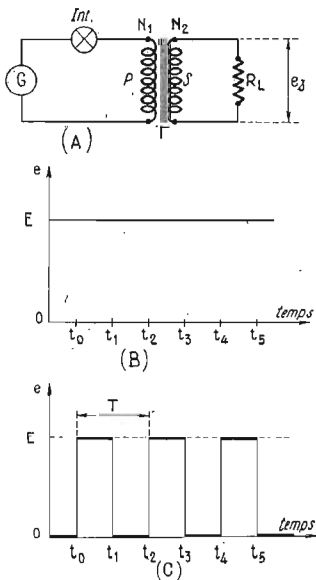 Int. N1 N2
G P S RL e𝓈
T
(A)
e
E
0
temps
t0 t1 t2 t3 t4 t5
(B)
e
T
E
temps
0
t0 t1 t2 t3 t4 t5
(C)